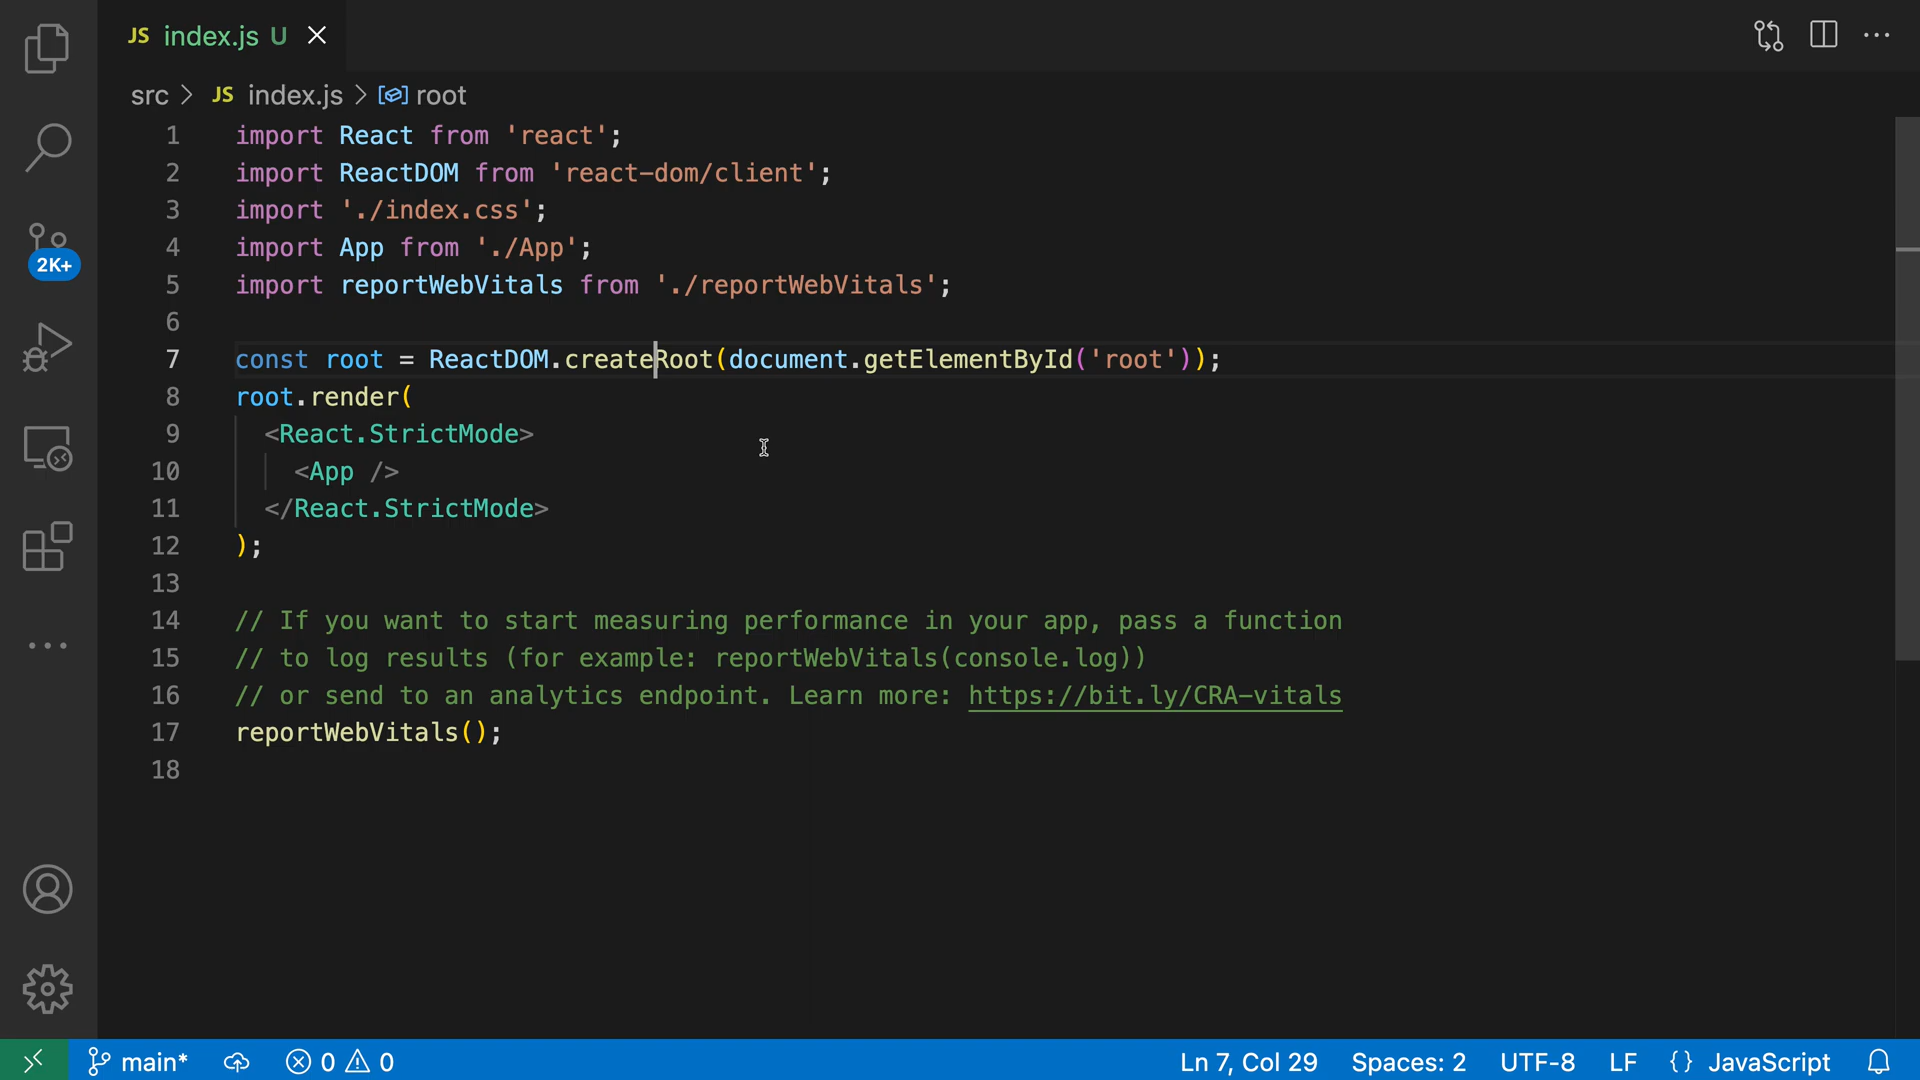 JS index.js U
src > JS index.js > root
1 import React from 'react';
2 import ReactDOM from 'react-dom/client';
3 import './index.css';
4 import App from './App';
5 import reportWebVitals from './reportWebVitals';
6
7 const root = ReactDOM.createRoot(document.getElementById('root'));
8 root.render(
9   <React.StrictMode>
10     <App />
11   </React.StrictMode>
12 );
13
14 // If you want to start measuring performance in your app, pass a function
15 // to log results (for example: reportWebVitals(console.log))
16 // or send to an analytics endpoint. Learn more: https://bit.ly/CRA-vitals
17 reportWebVitals();
18
2K+
main* 0 0 Ln 7, Col 29 Spaces: 2 UTF-8 LF {} JavaScript